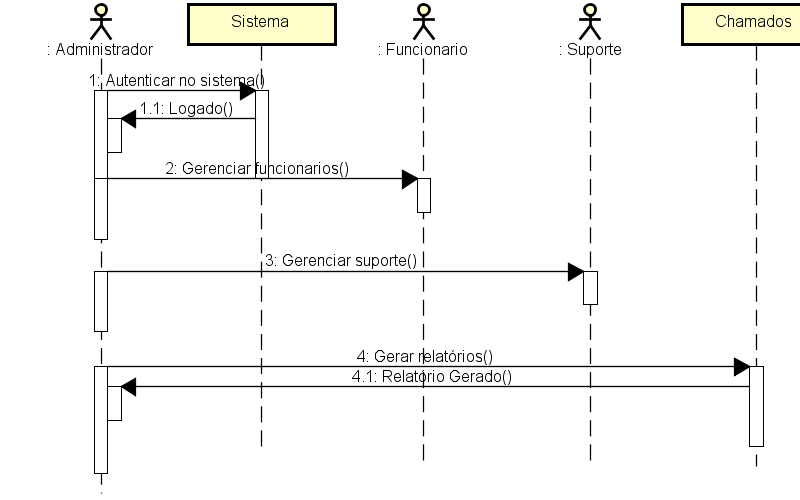 Sistema
Chamados
: Administrador
: Funcionario
: Suporte
1: Autenticar no sistema()
1.1: Logado()
2: Gerenciar funcionarios()
3: Gerenciar suporte()
4: Gerar relatórios()
4.1: Relatório Gerado()